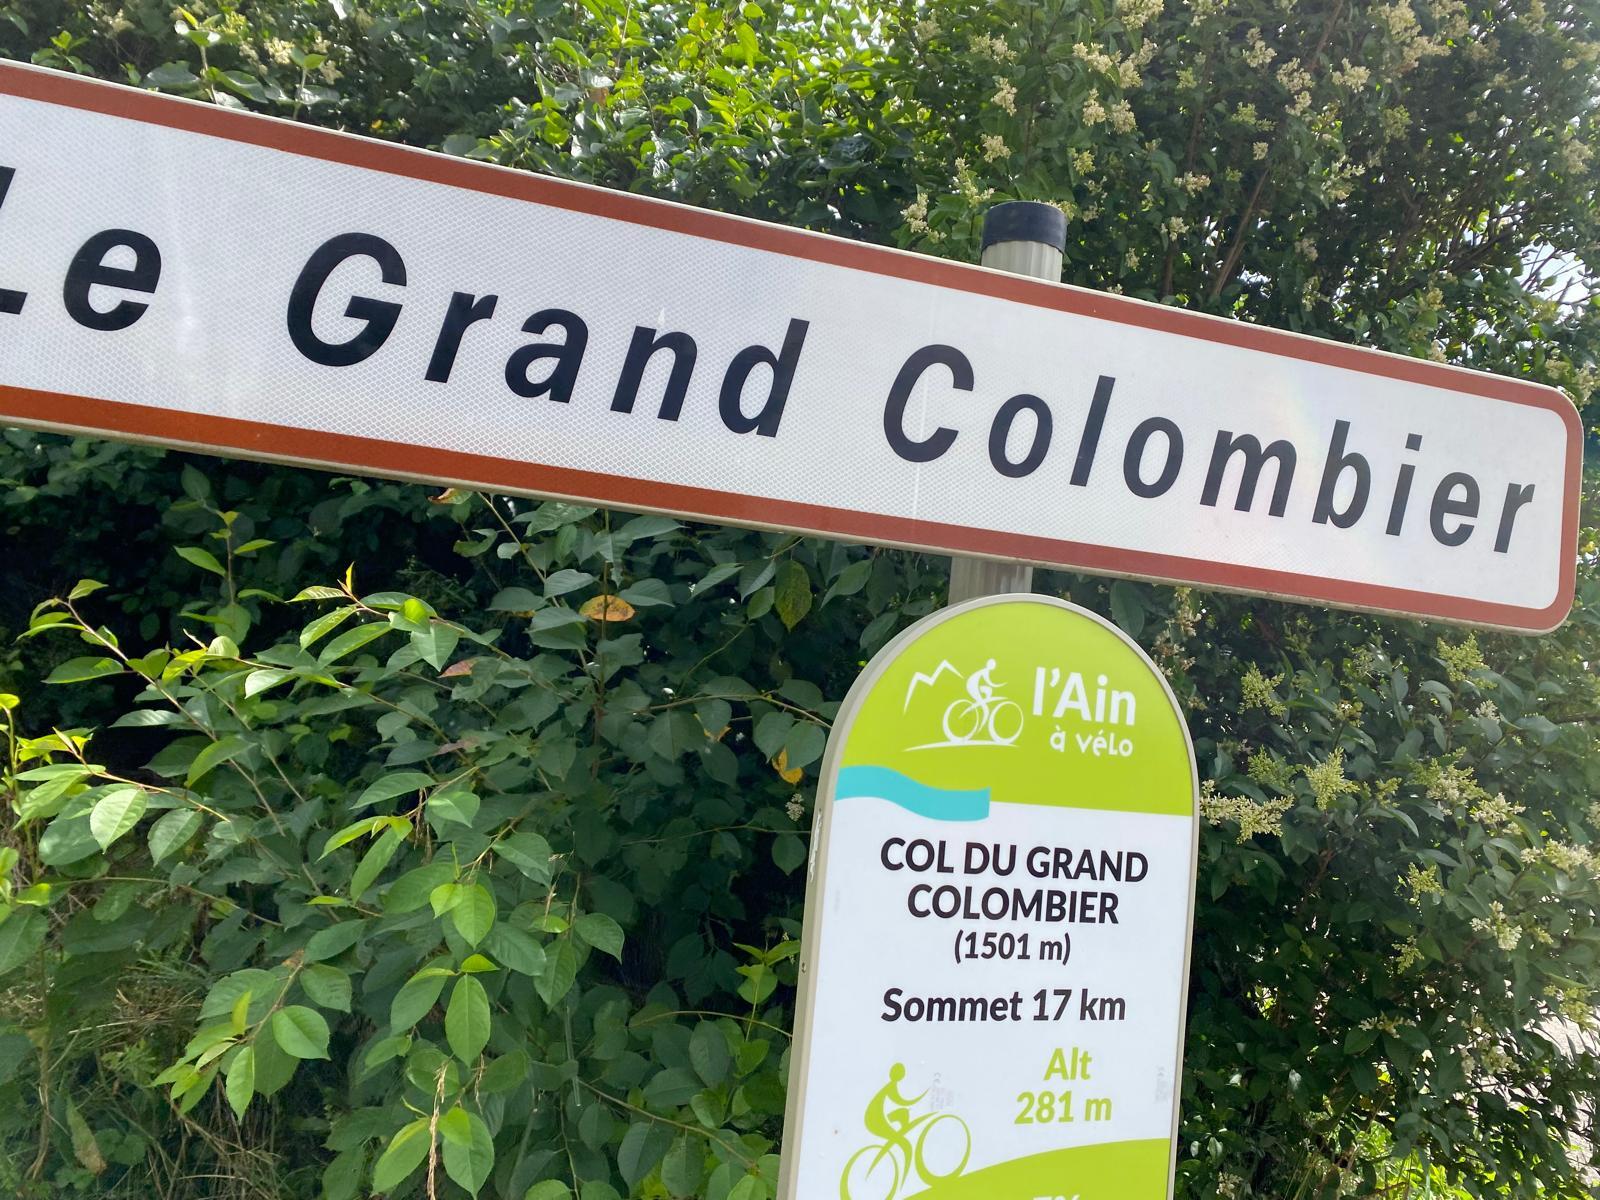 Le Grand Colombier
l'Ain
à vélo
COL DU GRAND
COLOMBIER
(1501 m)
Sommet 17 km
Alt
281 m